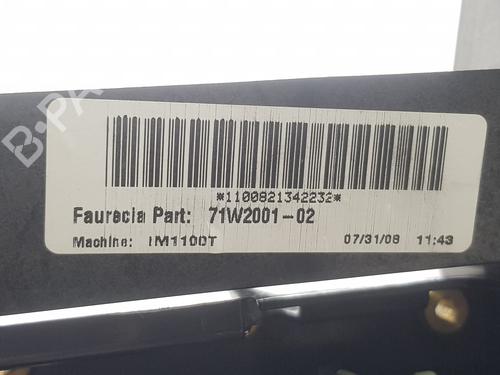 B-PA
*1100821342232*
Faurecia Part: 71W2001-02
Machine: IM1100T 07/31/08 11:43